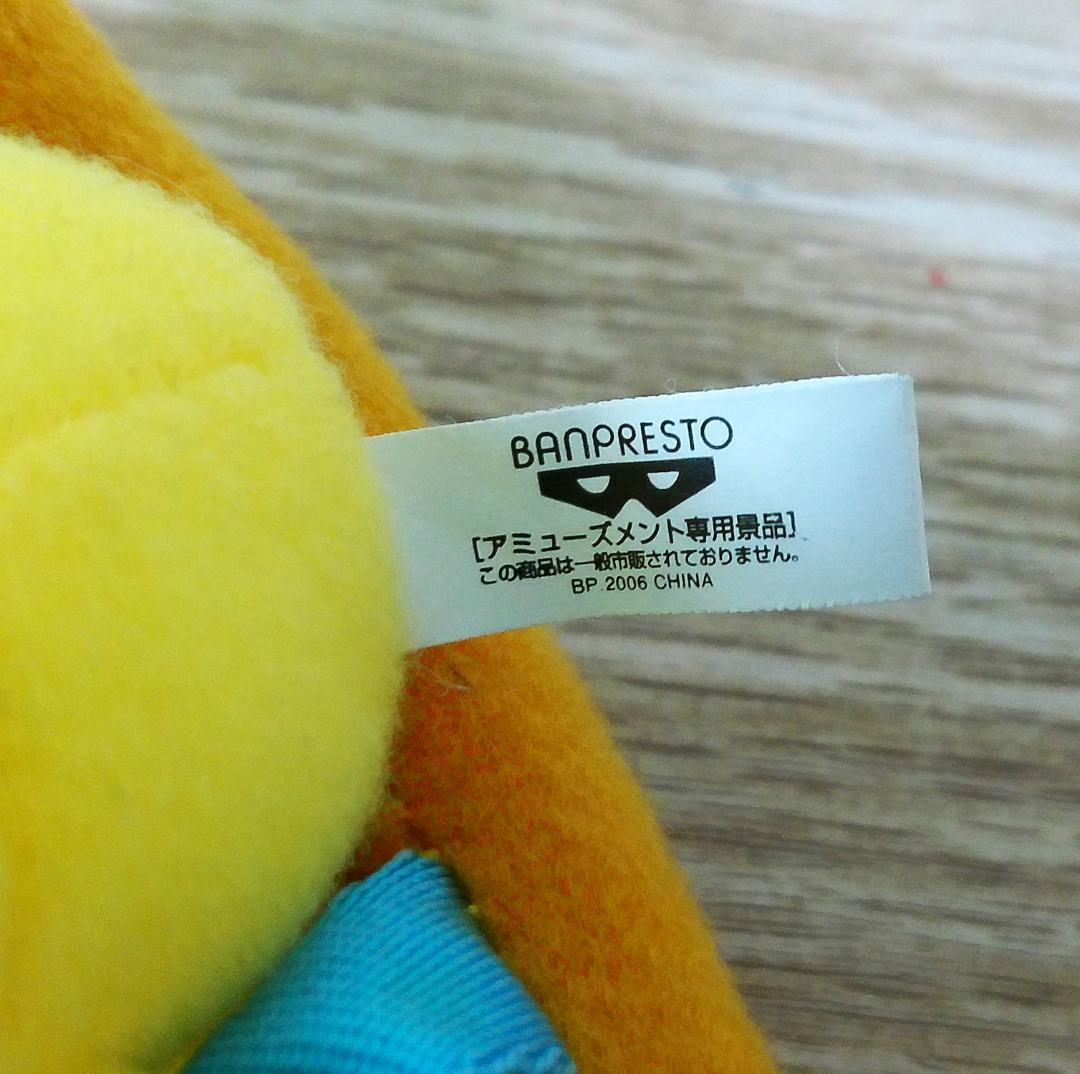 BANPRESTO
[アミューズメント専用景品]
この商品は一般市販されておりません。
BP.2006 CHINA